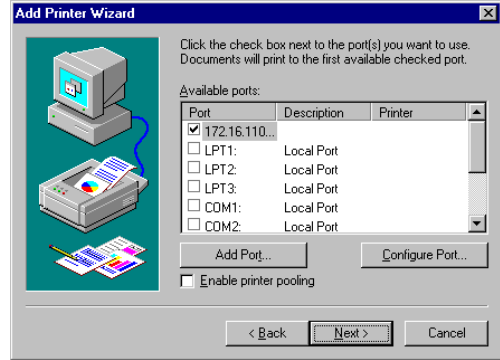 Add Printer Wizard
Click the check box next to the port(s) you want to use.
Documents will print to the first available checked port.
Available ports:
Port Description Printer
172.16.110...
LPT1: Local Port
LPT2: Local Port
LPT3: Local Port
COM1: Local Port
COM2: Local Port
Add Port... Configure Port...
Enable printer pooling
< Back Next > Cancel